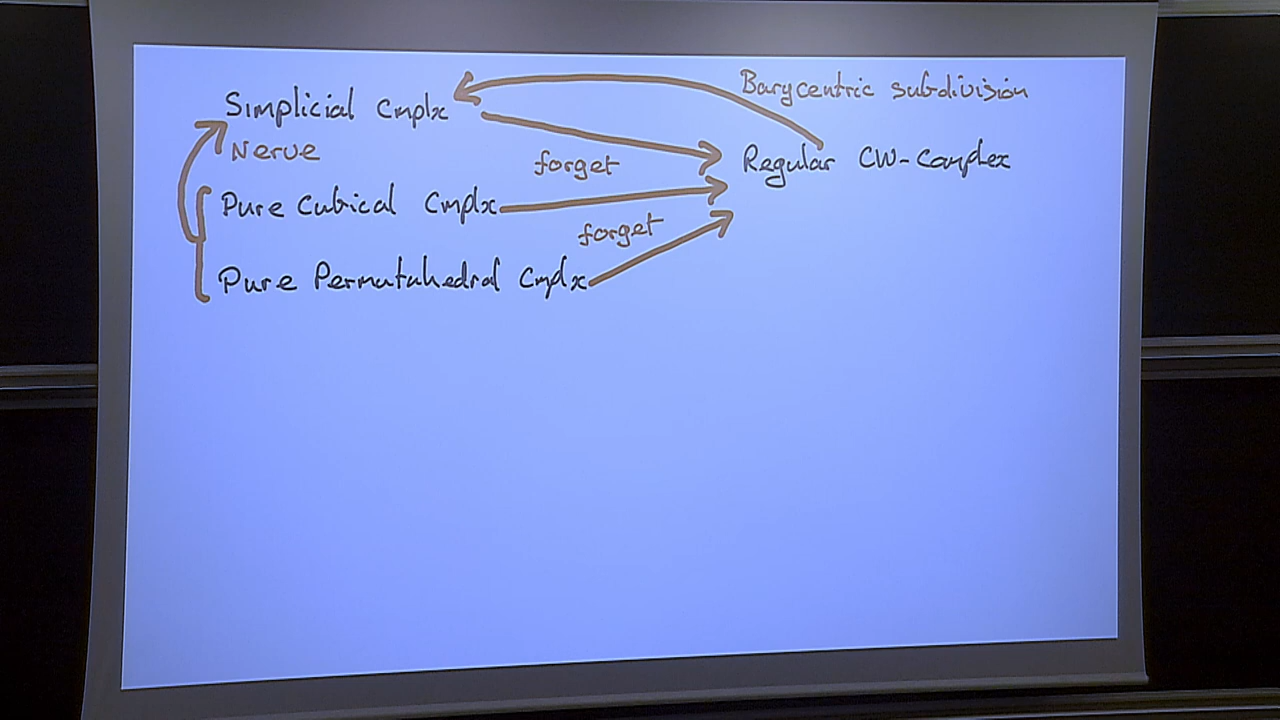 Barycentric subdivision
Simplicial Cmplx
Nerve
forget
Regular CW-Complex
Pure Cubical Cmplx
forget
Pure Permutahedral Cmplx